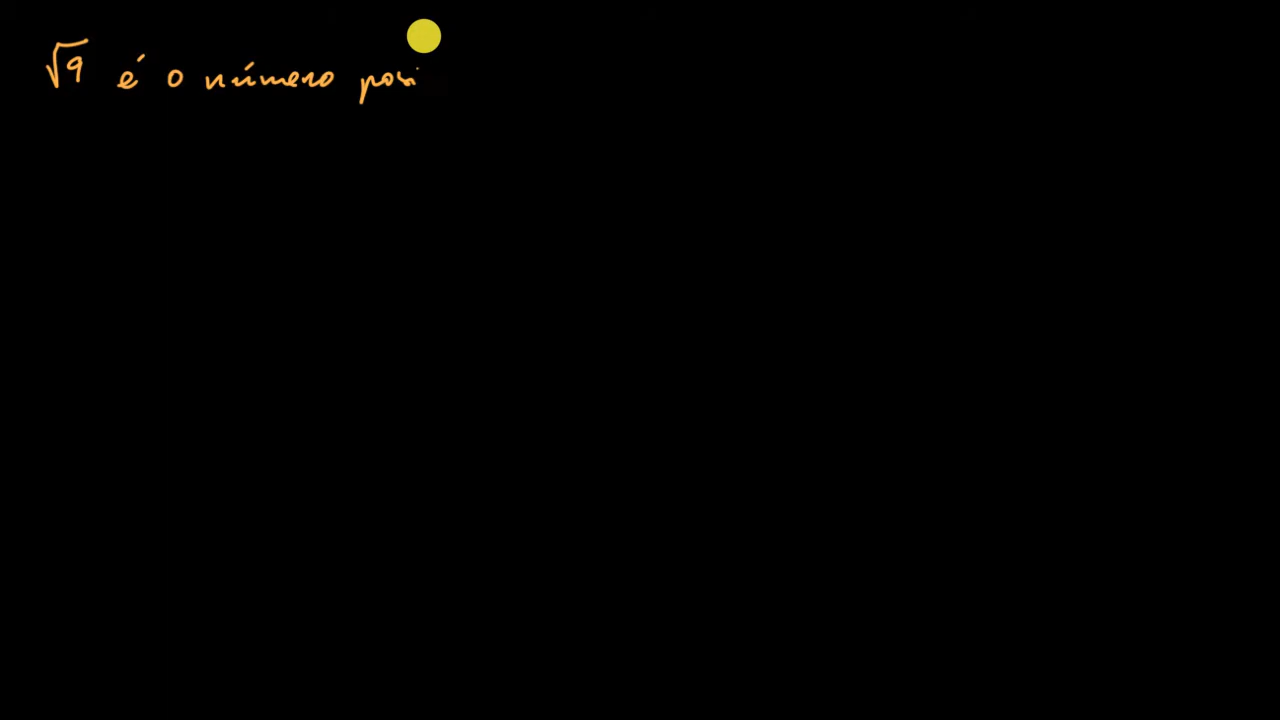 √9 é o número posi